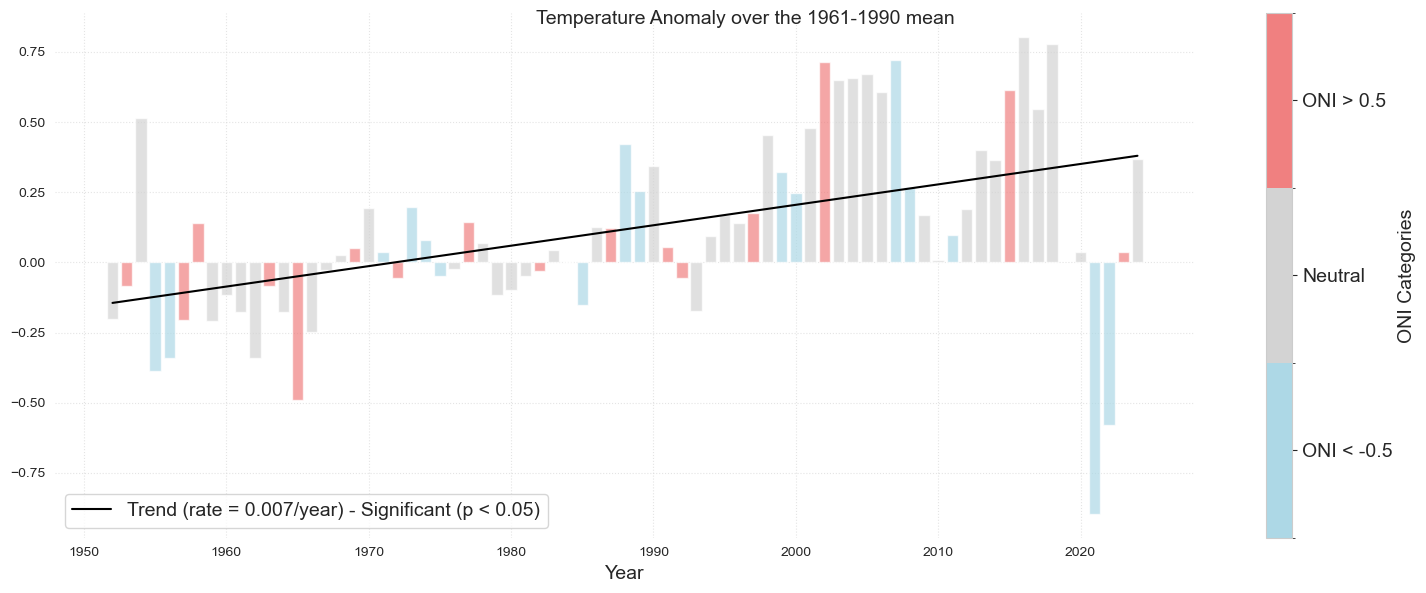 Temperature Anomaly over the 1961-1990 mean
0.75
0.50
0.25
0.00
−0.25
−0.50
−0.75
Trend (rate = 0.007/year) - Significant (p < 0.05)
1950 1960 1970 1980 1990 2000 2010 2020
Year
ONI > 0.5
Neutral
ONI < -0.5
ONI Categories